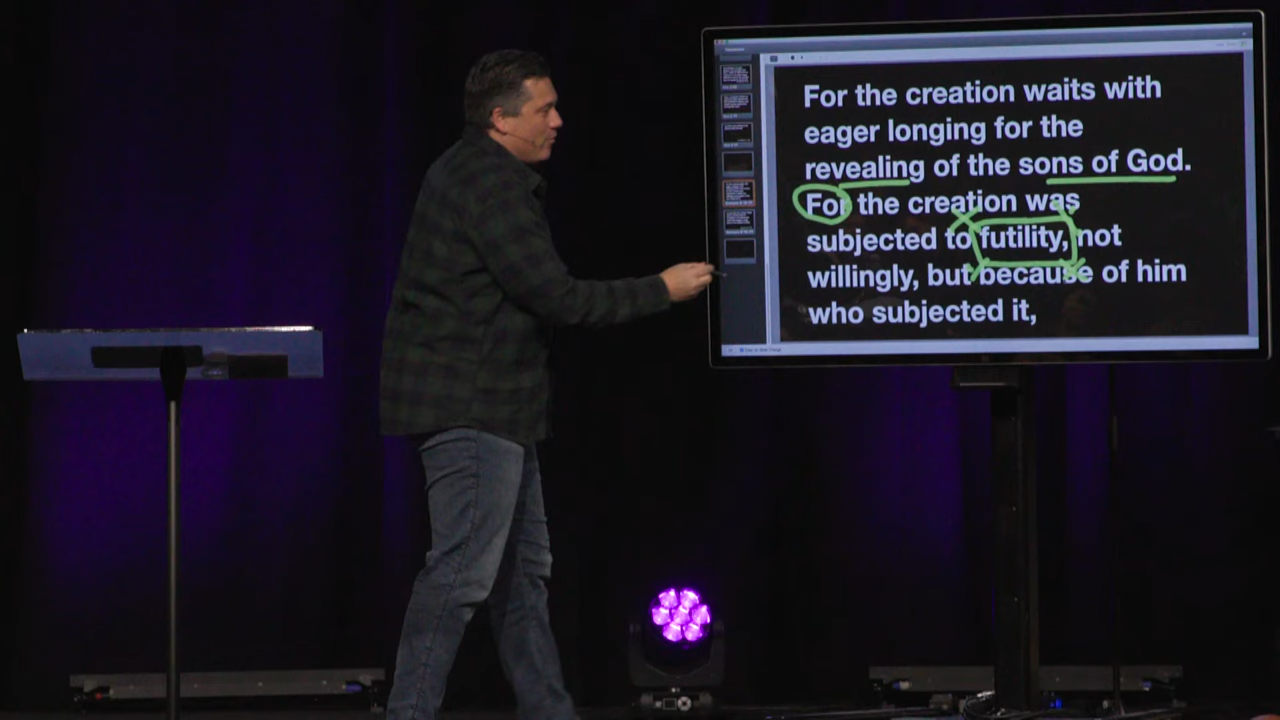 For the creation waits with
eager longing for the
revealing of the sons of God.
For the creation was
subjected to futility, not
willingly, but because of him
who subjected it,